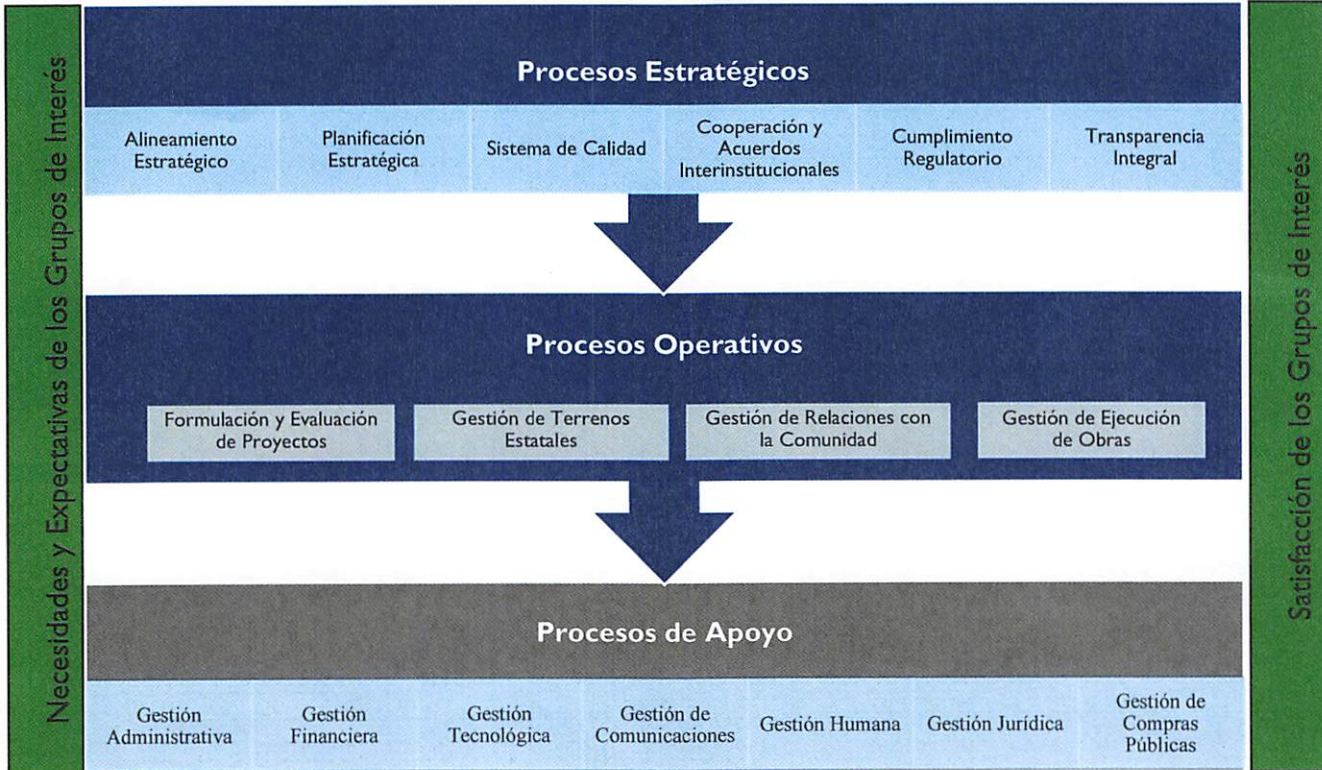 Necesidades y Expectativas de los Grupos de Interés
Procesos Estratégicos
Alineamiento
Estratégico
Planificación
Estratégica
Sistema de Calidad
Cooperación y
Acuerdos
Interinstitucionales
Cumplimiento
Regulatorio
Transparencia
Integral
Procesos Operativos
Formulación y Evaluación
de Proyectos
Gestión de Terrenos
Estatales
Gestión de Relaciones con
la Comunidad
Gestión de Ejecución
de Obras
Procesos de Apoyo
Gestión
Administrativa
Gestión
Financiera
Gestión
Tecnológica
Gestión de
Comunicaciones
Gestión Humana
Gestión Jurídica
Gestión de
Compras
Públicas
Satisfacción de los Grupos de Interés